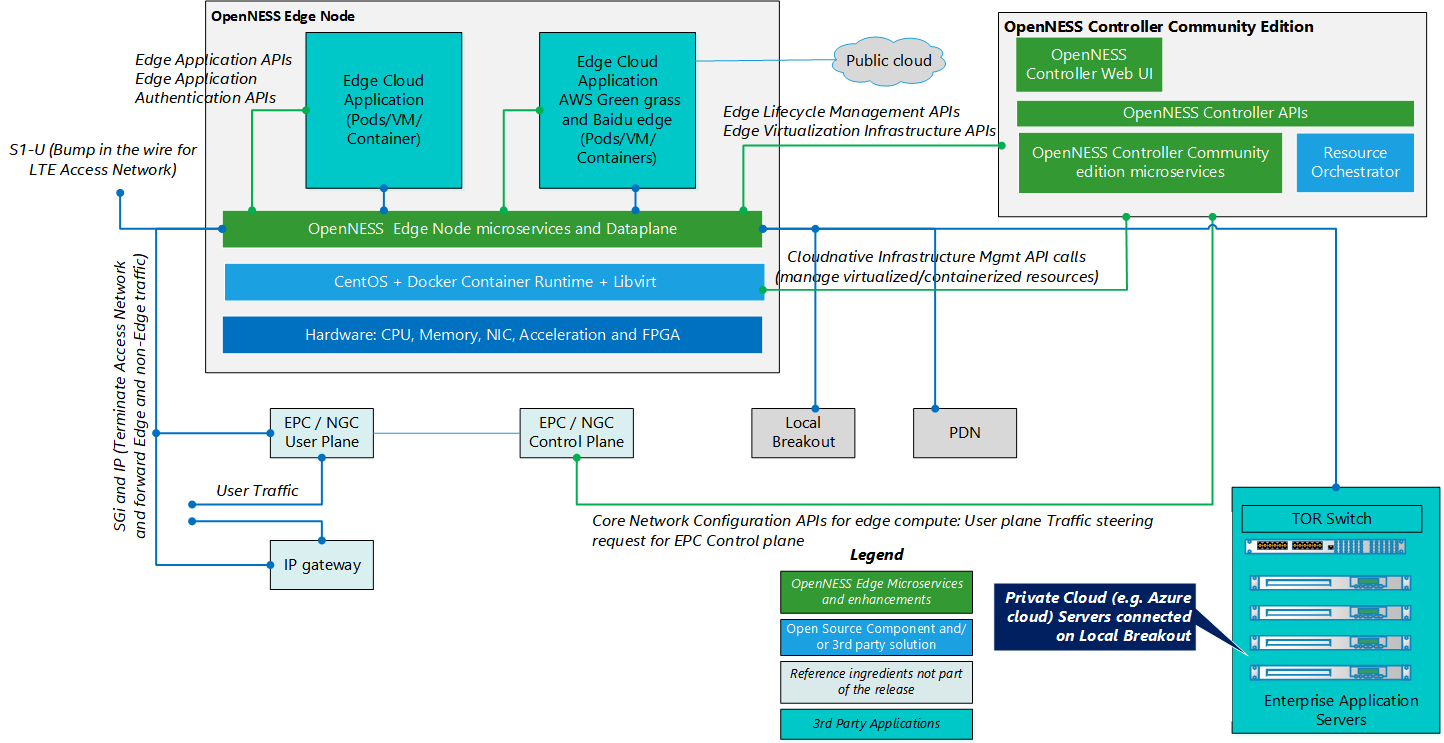 OpenNESS Edge Node
Edge Application APIs
Edge Application
Authentication APIs
Edge Cloud
Application
(Pods/VM/
Container)
Edge Cloud
Application
AWS Green grass
and Baidu edge
(Pods/VM/
Containers)
Public cloud
OpenNESS Controller Community Edition
OpenNESS
Controller Web UI
OpenNESS Controller APIs
OpenNESS Controller Community
edition microservices
Resource
Orchestrator
Edge Lifecycle Management APIs
Edge Virtualization Infrastructure APIs
S1-U (Bump in the wire for
LTE Access Network)
OpenNESS  Edge Node microservices and Dataplane
CentOS + Docker Container Runtime + Libvirt
Hardware: CPU, Memory, NIC, Acceleration and FPGA
Cloudnative Infrastructure Mgmt API calls
(manage virtualized/containerized resources)
SGi and IP (Terminate Access Network
and forward Edge and non-Edge traffic)
EPC / NGC
User Plane
EPC / NGC
Control Plane
Local
Breakout
PDN
User Traffic
IP gateway
Core Network Configuration APIs for edge compute: User plane Traffic steering
request for EPC Control plane
Legend
OpenNESS Edge Microservices
and enhancements
Open Source Component and/
or 3rd party solution
Reference ingredients not part
of the release
3rd Party Applications
TOR Switch
Private Cloud (e.g. Azure
cloud) Servers connected
on Local Breakout
Enterprise Application
Servers